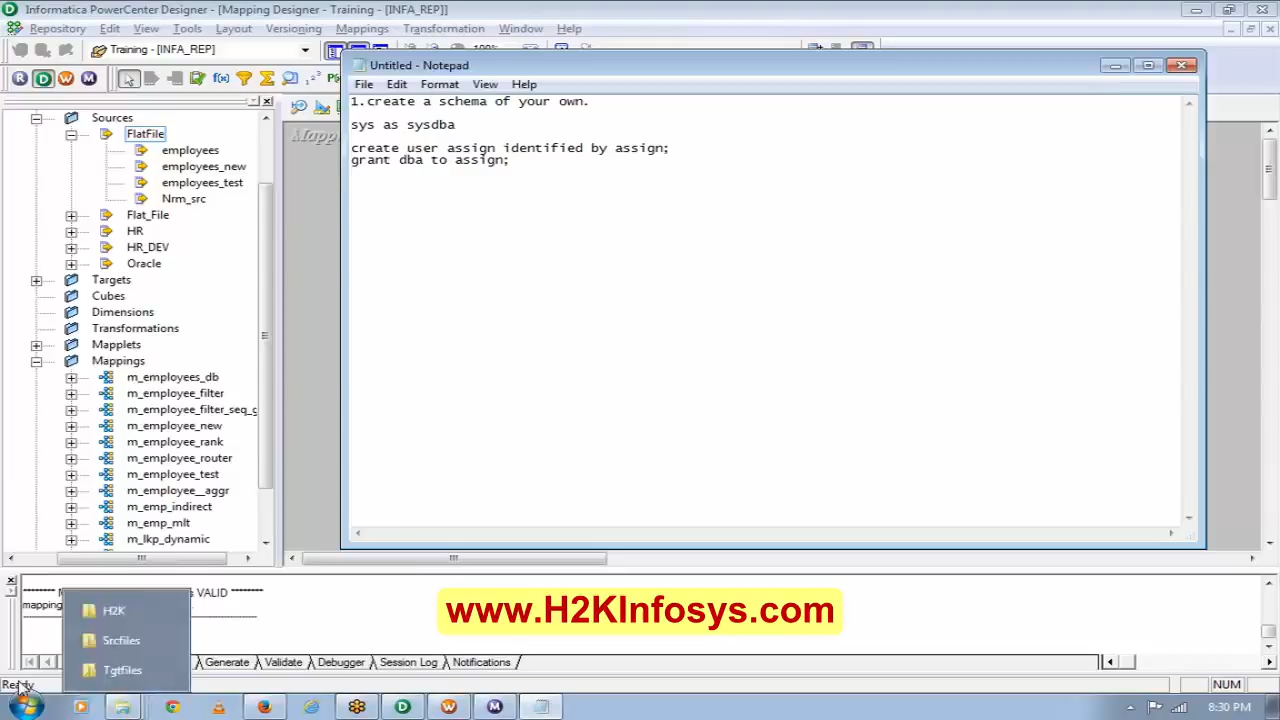 Informatica PowerCenter Designer - [Mapping Designer - Training - [INFA_REP]]
Repository Edit View Tools Layout Versioning Mappings Transformation Window Help
Training - [INFA_REP]
100%
Untitled - Notepad
File Edit Format View Help
1.create a schema of your own.
sys as sysdba
create user assign identified by assign;
grant dba to assign;
Sources
FlatFile
employees
employees_new
employees_test
Nrm_src
Flat_File
HR
HR_DEV
Oracle
Targets
Cubes
Dimensions
Transformations
Mapplets
Mappings
m_employees_db
m_employee_filter
m_employee_filter_seq_g
m_employee_new
m_employee_rank
m_employee_router
m_employee_test
m_employee__aggr
m_emp_indirect
m_emp_mlt
m_lkp_dynamic
VALID --------
mapping
H2K
Srcfiles
Tgtfiles
www.H2KInfosys.com
Generate Validate Debugger Session Log Notifications
Ready
NUM
8:30 PM